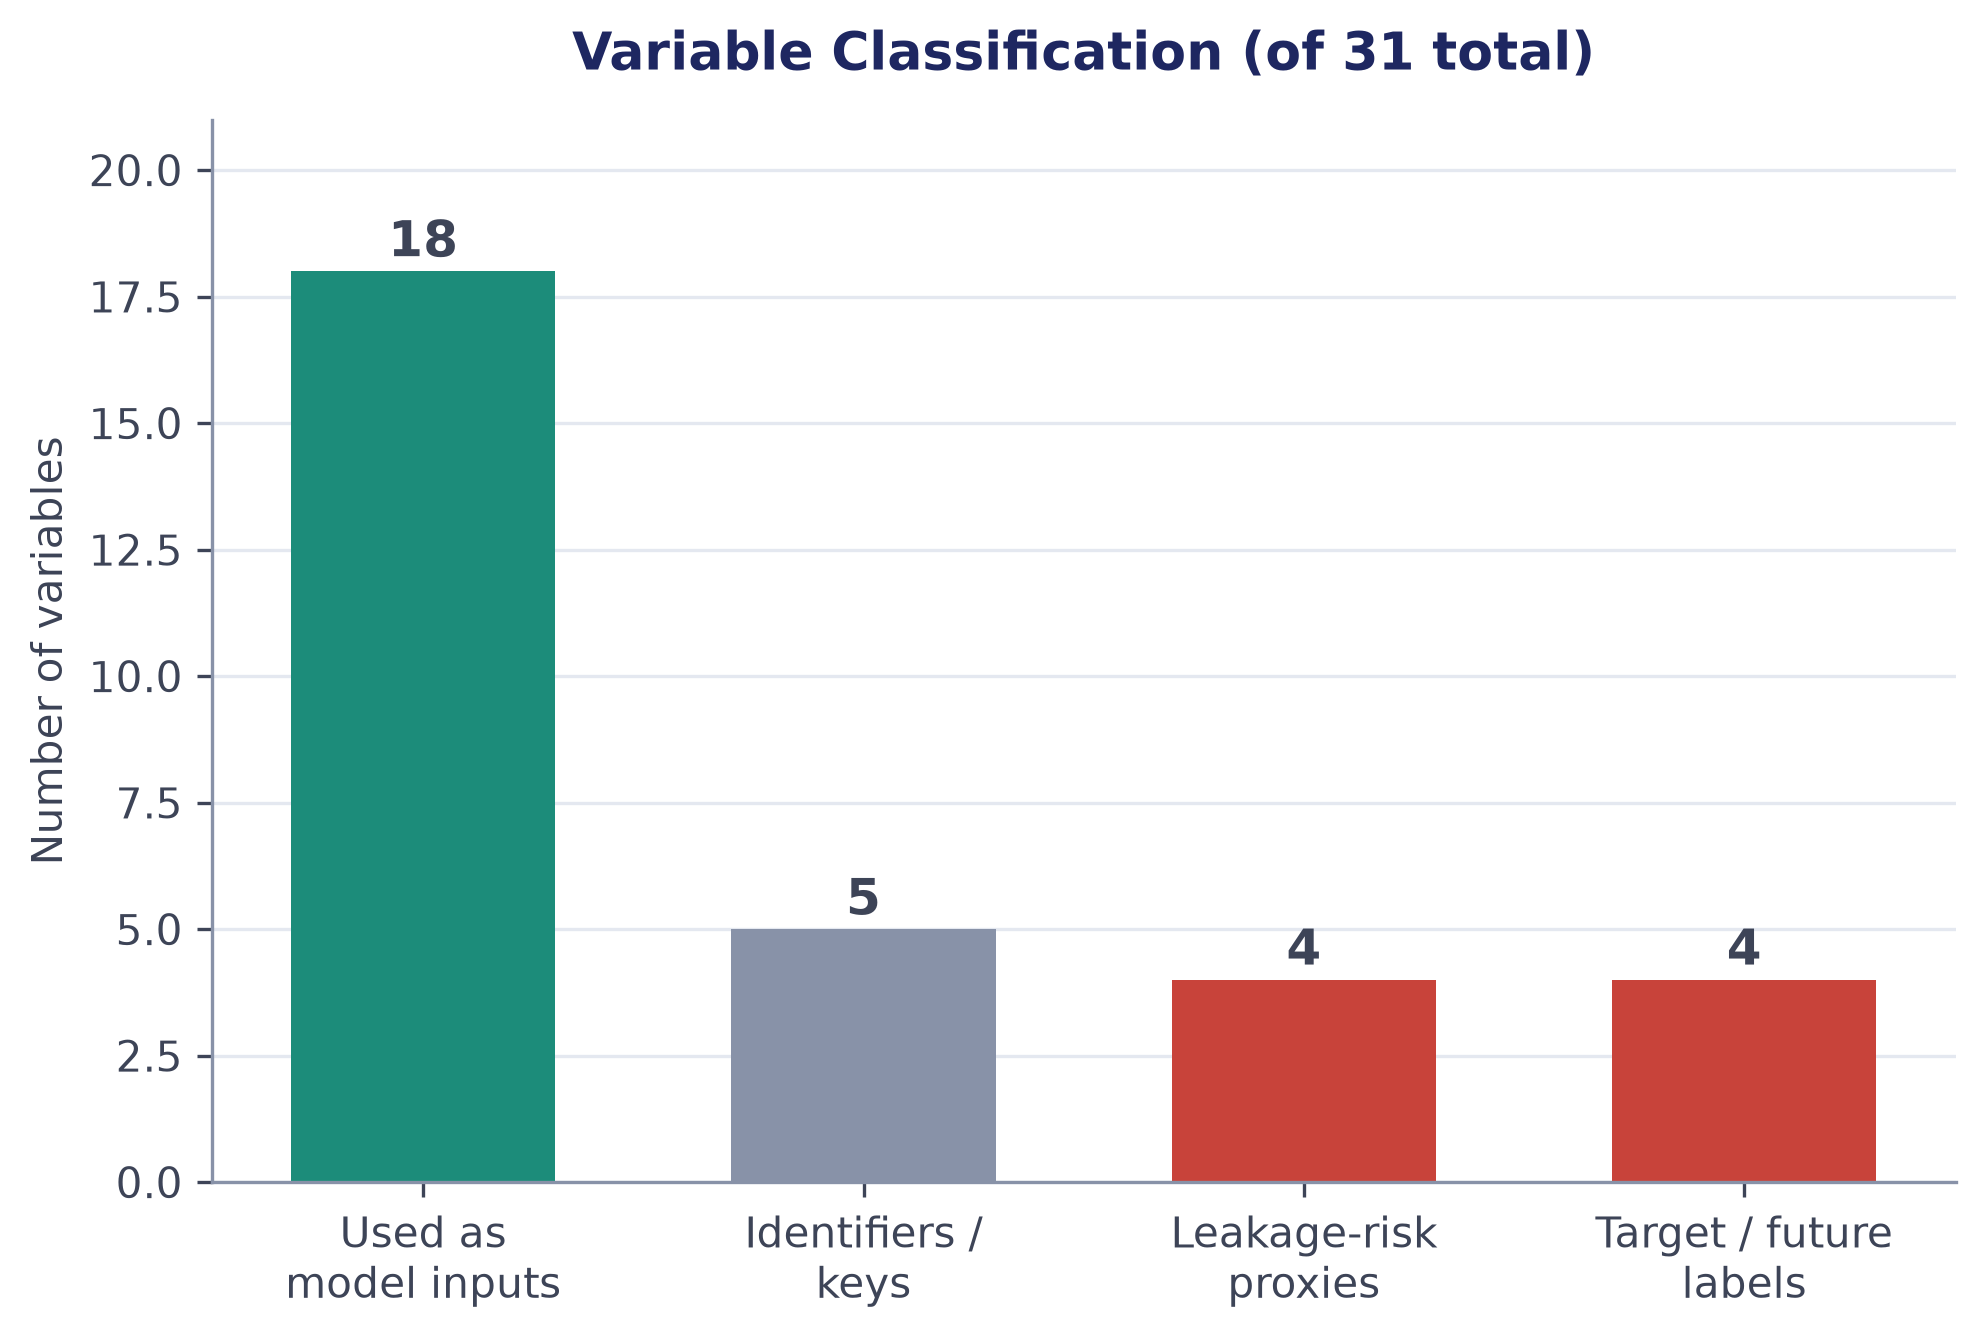 Variable Classification (of 31 total)
Number of variables
20.0
17.5
15.0
12.5
10.0
7.5
5.0
2.5
0.0
18
5
4
4
Used as
model inputs
Identifiers /
keys
Leakage-risk
proxies
Target / future
labels